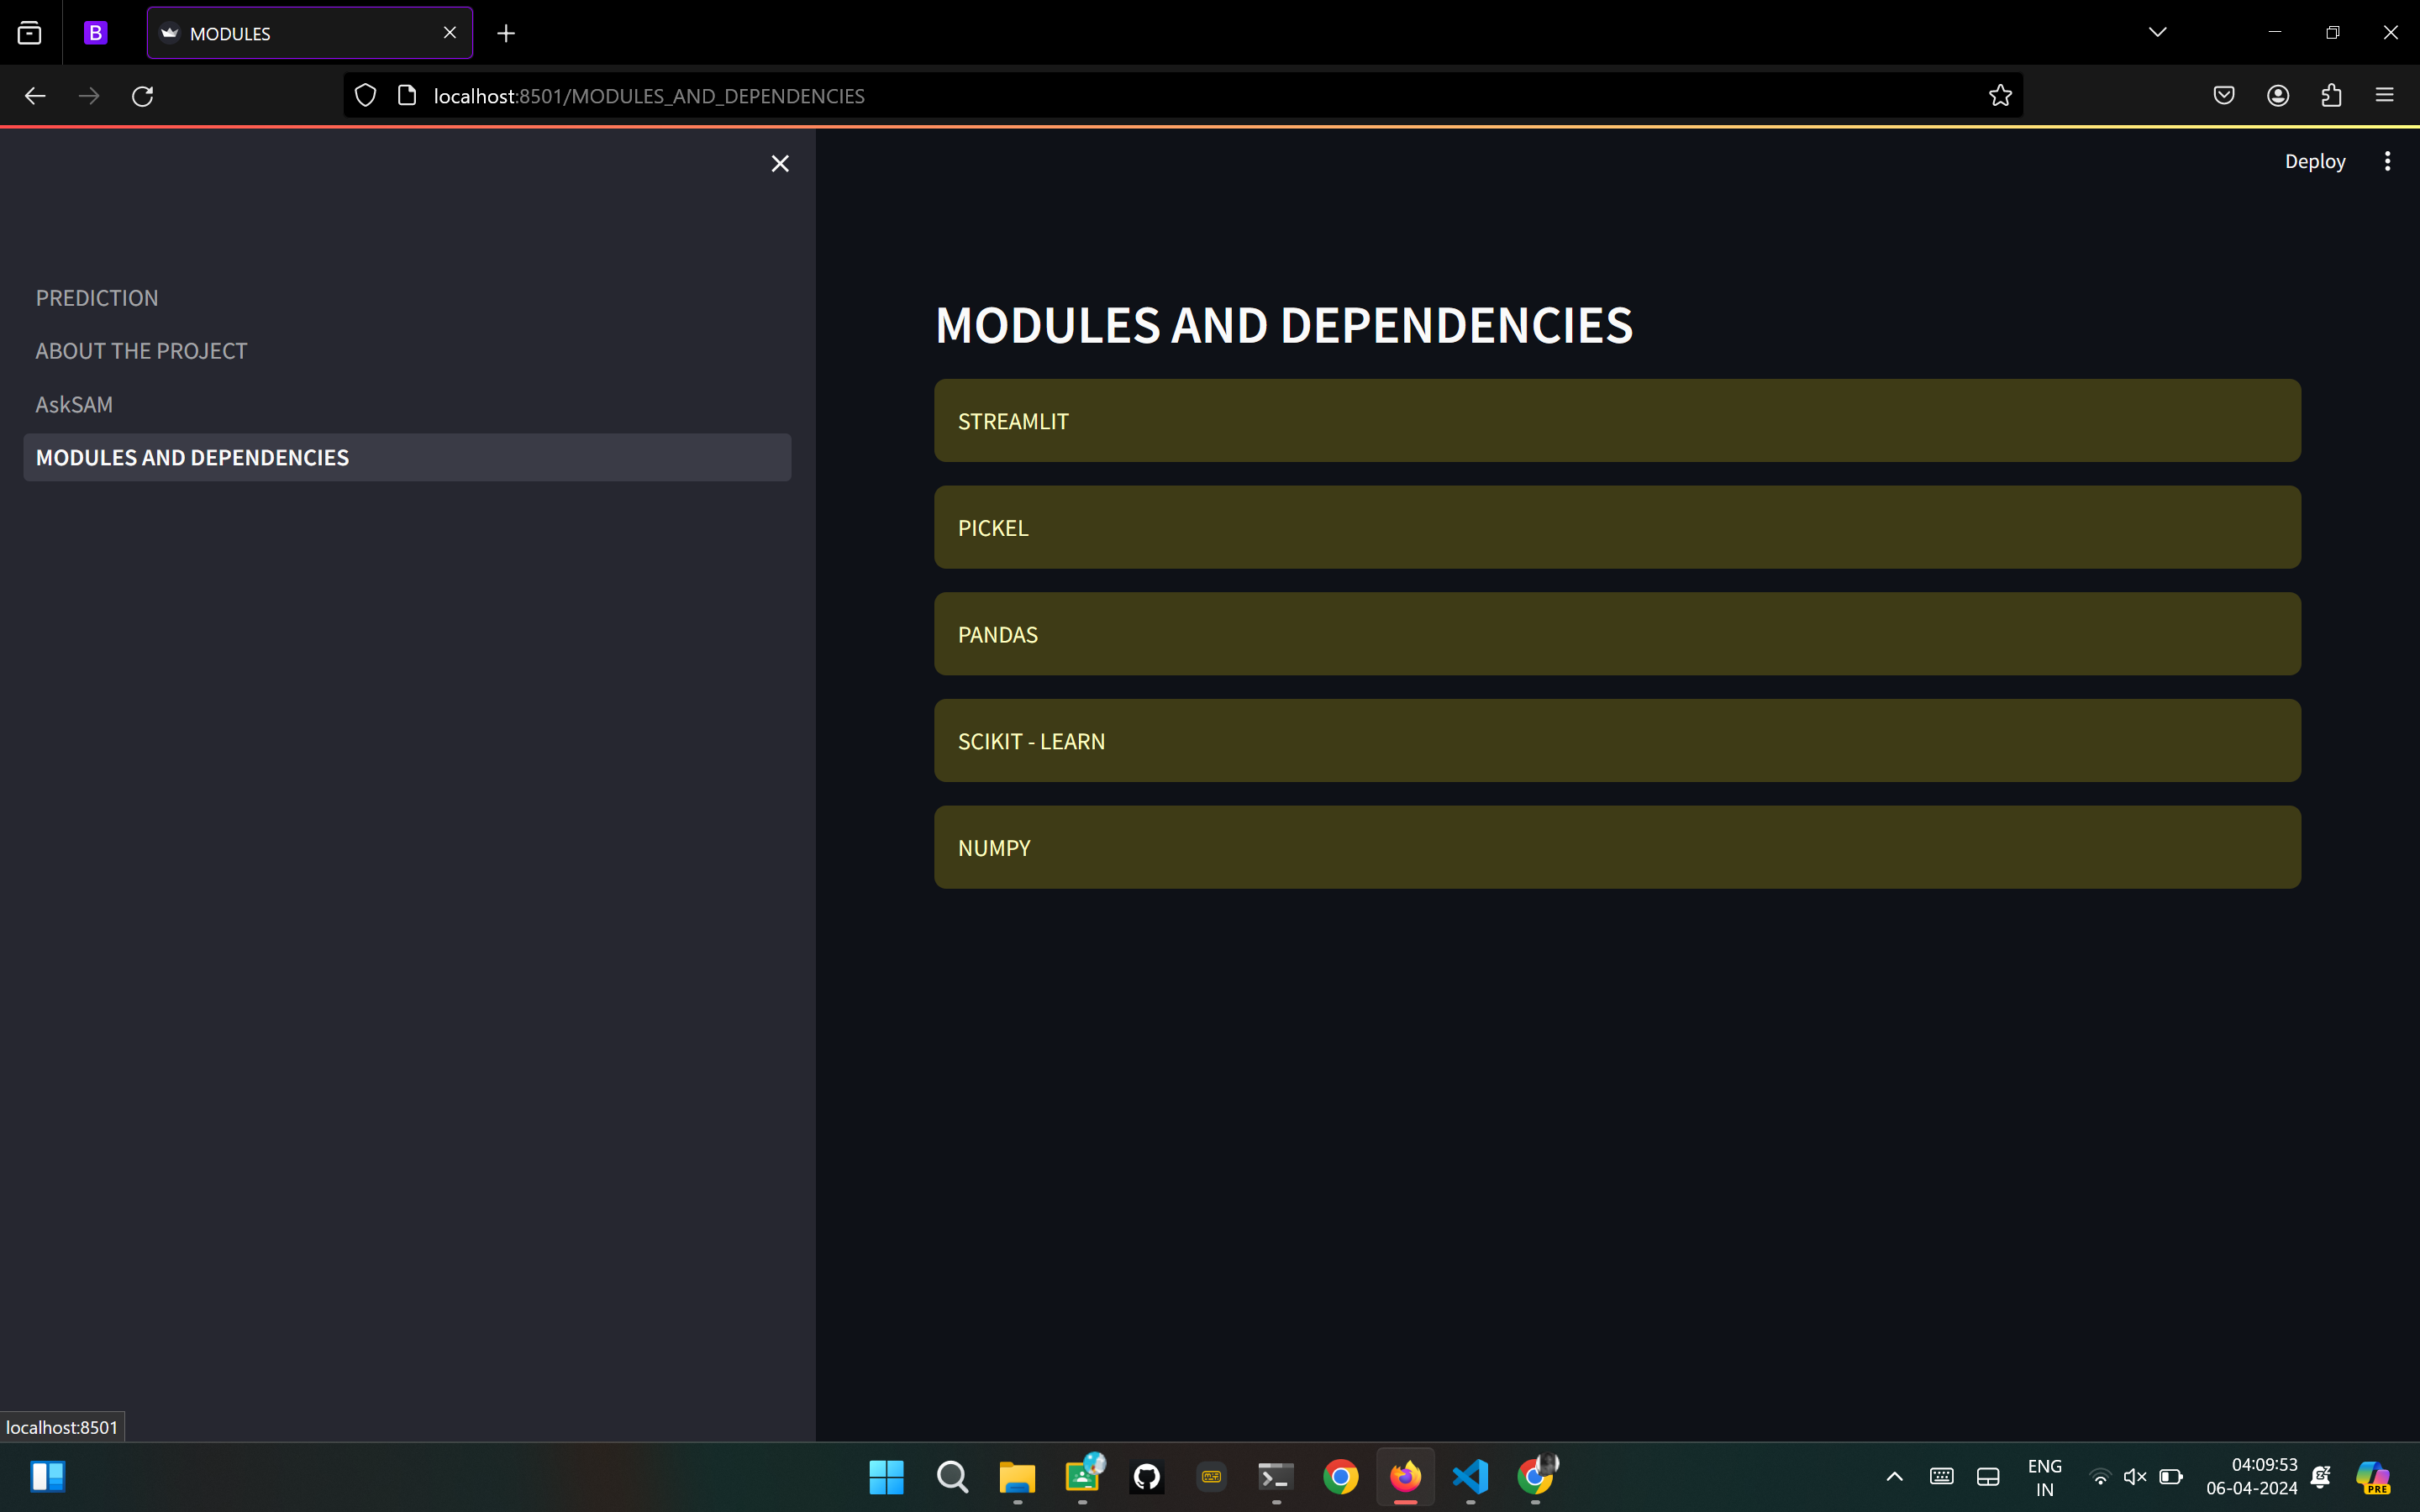 B
MODULES
localhost:8501/MODULES_AND_DEPENDENCIES
Deploy
PREDICTION
ABOUT THE PROJECT
AskSAM
MODULES AND DEPENDENCIES
MODULES AND DEPENDENCIES
STREAMLIT
PICKEL
PANDAS
SCIKIT - LEARN
NUMPY
localhost:8501
ENG
IN
04:09:53
06-04-2024
PRE